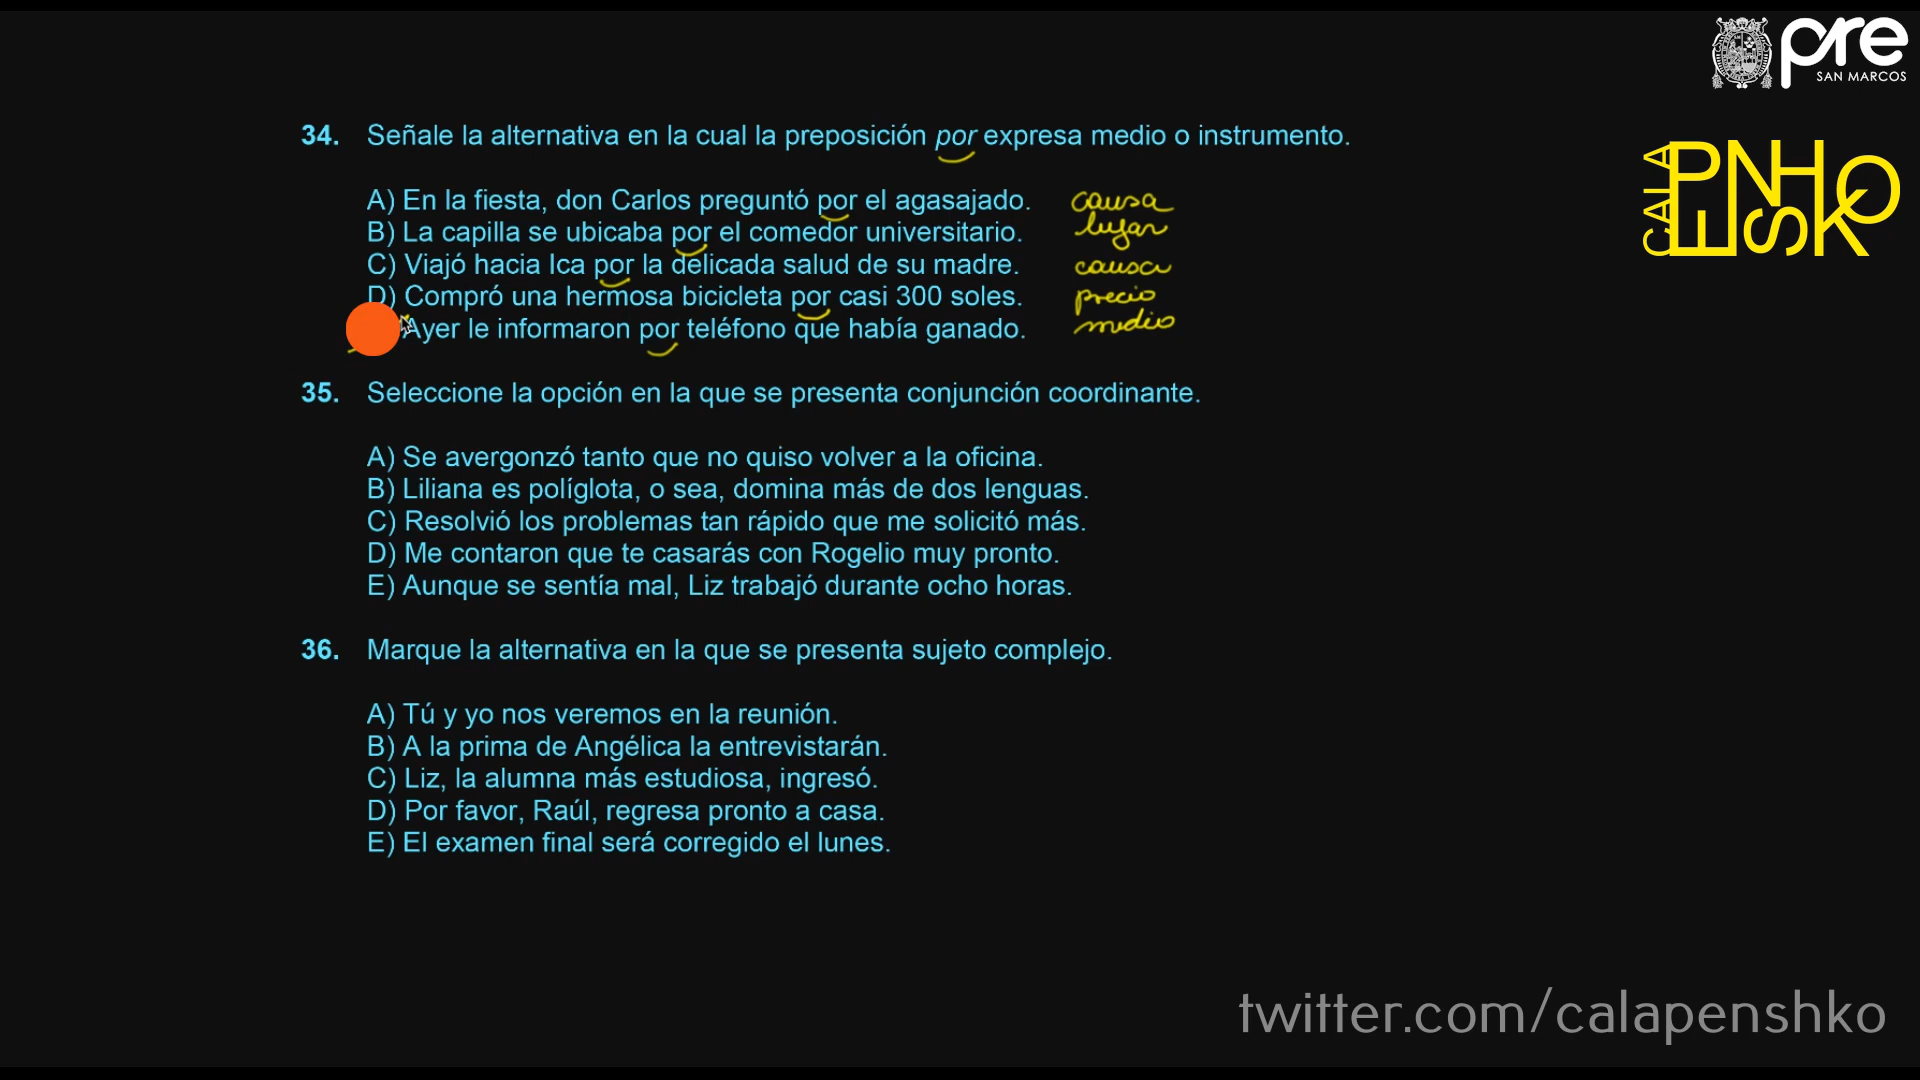 pre
SAN MARCOS
CALA
PENSHKO
34. Señale la alternativa en la cual la preposición por expresa medio o instrumento.
A) En la fiesta, don Carlos preguntó por el agasajado. causa
B) La capilla se ubicaba por el comedor universitario. lugar
C) Viajó hacia Ica por la delicada salud de su madre. causa
D) Compró una hermosa bicicleta por casi 300 soles. precio
Ayer le informaron por teléfono que había ganado. medio
35. Seleccione la opción en la que se presenta conjunción coordinante.
A) Se avergonzó tanto que no quiso volver a la oficina.
B) Liliana es políglota, o sea, domina más de dos lenguas.
C) Resolvió los problemas tan rápido que me solicitó más.
D) Me contaron que te casarás con Rogelio muy pronto.
E) Aunque se sentía mal, Liz trabajó durante ocho horas.
36. Marque la alternativa en la que se presenta sujeto complejo.
A) Tú y yo nos veremos en la reunión.
B) A la prima de Angélica la entrevistarán.
C) Liz, la alumna más estudiosa, ingresó.
D) Por favor, Raúl, regresa pronto a casa.
E) El examen final será corregido el lunes.
twitter.com/calapenshko